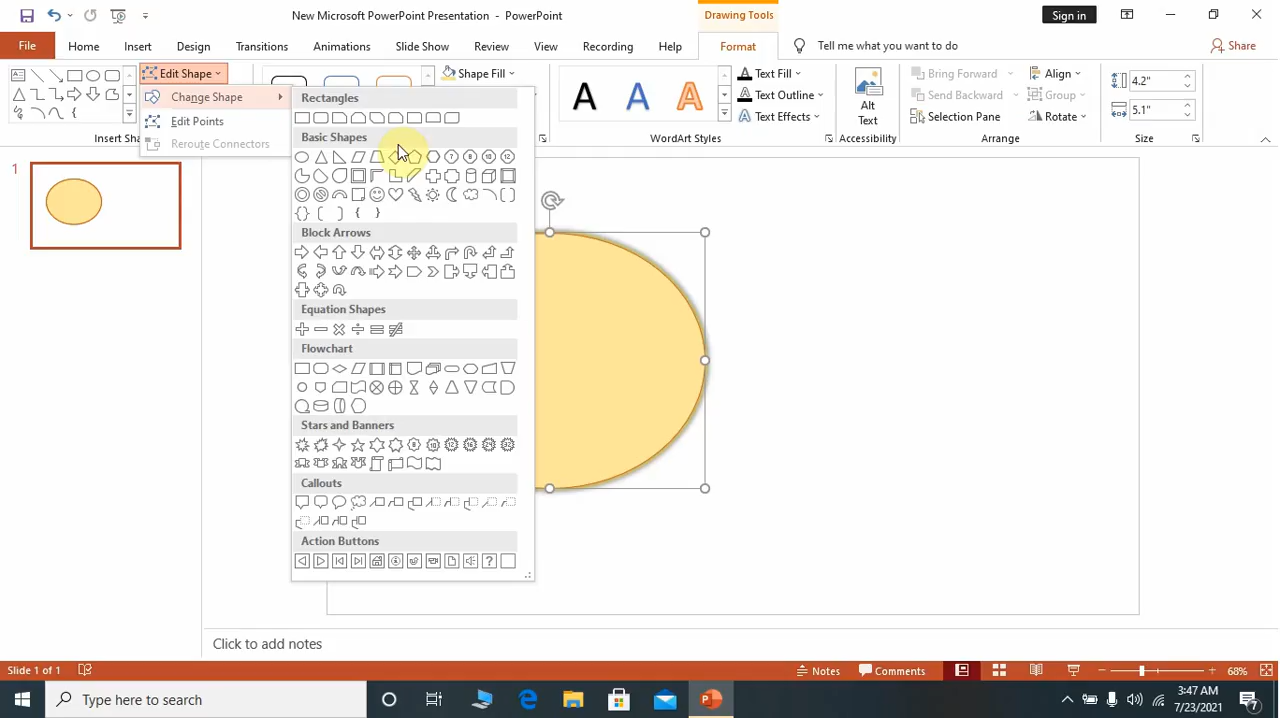 New Microsoft PowerPoint Presentation - PowerPoint
Drawing Tools
Sign in
File Home Insert Design Transitions Animations Slide Show Review View Recording Help Format Tell me what you want to do Share
Edit Shape
Shape Fill
Change Shape
Edit Points
Reroute Connectors
Insert Sha
Rectangles
Basic Shapes
Block Arrows
Equation Shapes
Flowchart
Stars and Banners
Callouts
Action Buttons
A A A
Text Fill
Text Outline
Text Effects
WordArt Styles
Alt
Text
Accessibility
Bring Forward
Send Backward
Selection Pane
Align
Group
Rotate
Arrange
4.2"
5.1"
Size
1
Click to add notes
Slide 1 of 1
Notes
Comments
68%
Type here to search
3:47 AM
7/23/2021
7